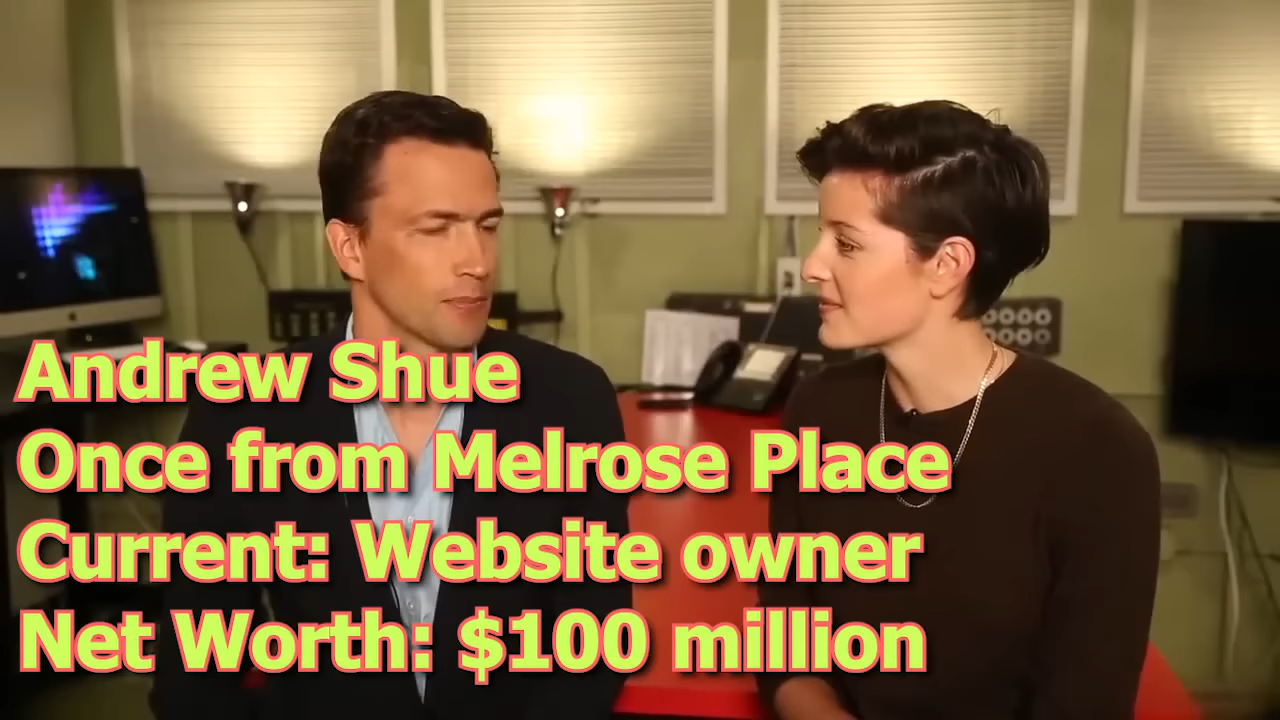 Andrew Shue
Once from Melrose Place
Current: Website owner
Net Worth: $100 million